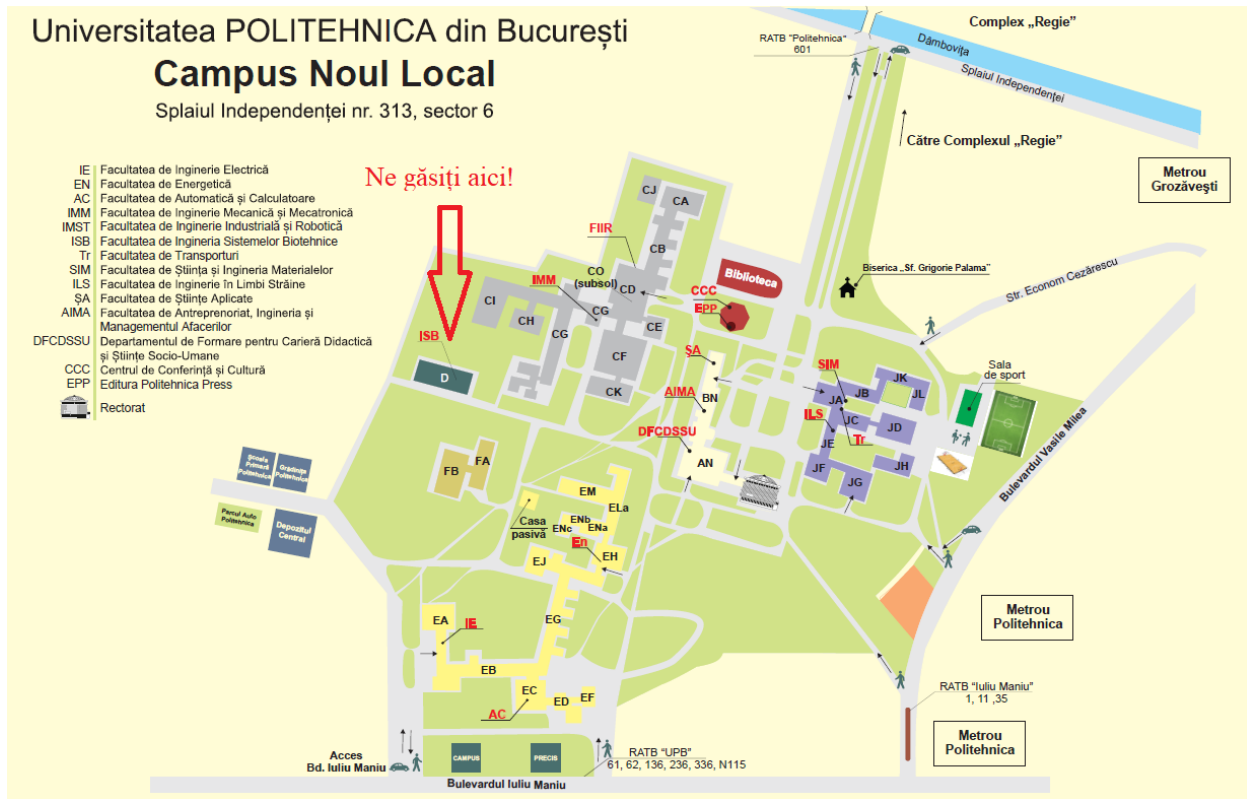 Universitatea POLITEHNICA din București
Campus Noul Local
Splaiul Independenței nr. 313, sector 6
IE Facultatea de Inginerie Electrică
EN Facultatea de Energetică
AC Facultatea de Automatică și Calculatoare
IMM Facultatea de Inginerie Mecanică și Mecatronică
IMST Facultatea de Inginerie Industrială și Robotică
ISB Facultatea de Ingineria Sistemelor Biotehnice
Tr Facultatea de Transporturi
SIM Facultatea de Știința și Ingineria Materialelor
ILS Facultatea de Inginerie în Limbi Străine
ȘA Facultatea de Științe Aplicate
AIMA Facultatea de Antreprenoriat, Ingineria și
Managementul Afacerilor
DFCDSSU Departamentul de Formare pentru Carieră Didactică
și Științe Socio-Umane
CCC Centrul de Conferință și Cultură
EPP Editura Politehnica Press
Rectorat
Ne găsiți aici!
Complex „Regie”
RATB "Politehnica"
601
Dâmbovița
Splaiul Independenței
Către Complexul „Regie”
Metrou
Grozăvești
Biserica „Sf. Grigorie Palama”
Str. Econom Cezărescu
CJ
CA
FIIR
CB
CO
(subsol)
CD
IMM
CI
CH
CG
CG
CE
CF
CK
Biblioteca
CCC
EPP
ISB
D
ȘA
BN
AIMA
DFCDSSU
AN
SIM
JK
JB
JL
JA
ILS
JC
JD
JE
Tr
JF
JG
JH
Sala
de sport
Bulevardul Vasile Milea
Școala
Primară
Politehnica
Grădinița
Politehnica
Parcul Auto
Politehnica
Depozitul
Central
FB
FA
EM
ELa
Casa
pasivă
ENb
ENc
ENa
En
EH
EJ
EA
IE
EG
EB
EC
ED
EF
AC
Metrou
Politehnica
RATB "Iuliu Maniu"
1, 11 ,35
Metrou
Politehnica
Acces
Bd. Iuliu Maniu
CAMPUS
PRECIS
RATB "UPB"
61, 62, 136, 236, 336, N115
Bulevardul Iuliu Maniu